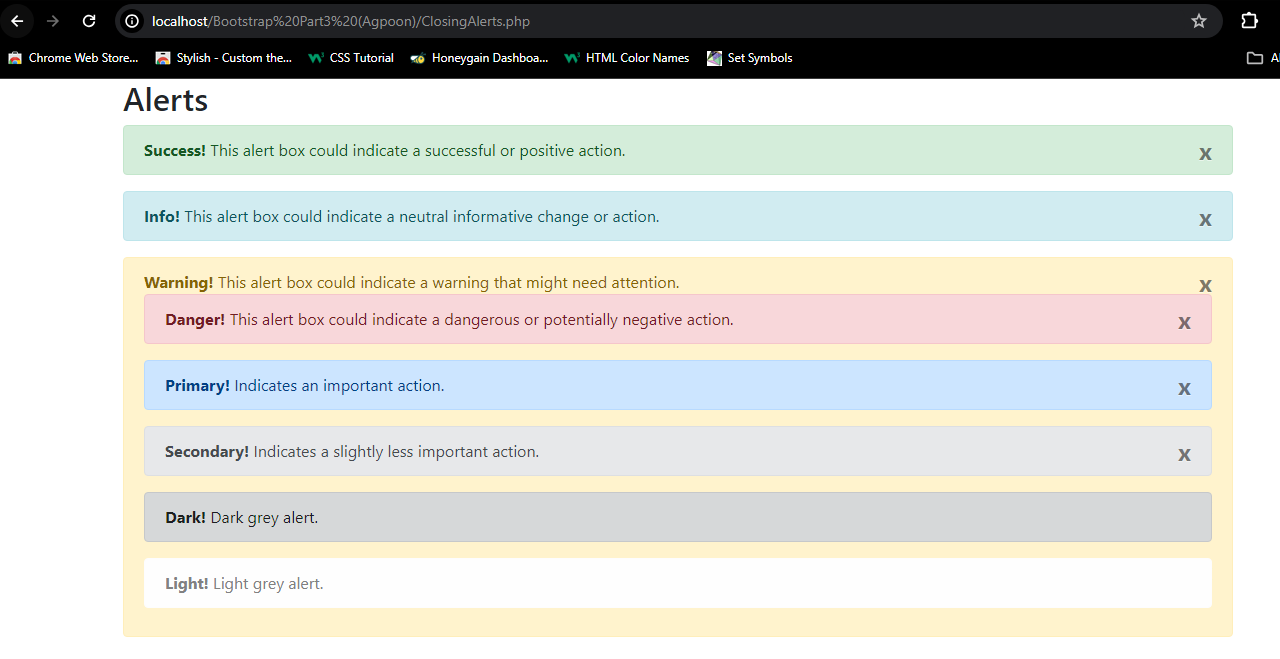 localhost/Bootstrap%20Part3%20(Agpoon)/ClosingAlerts.php
Chrome Web Store... Stylish - Custom the... CSS Tutorial Honeygain Dashboa... HTML Color Names Set Symbols
Alerts
Success! This alert box could indicate a successful or positive action. x
Info! This alert box could indicate a neutral informative change or action. x
Warning! This alert box could indicate a warning that might need attention. x
Danger! This alert box could indicate a dangerous or potentially negative action. x
Primary! Indicates an important action. x
Secondary! Indicates a slightly less important action. x
Dark! Dark grey alert.
Light! Light grey alert.